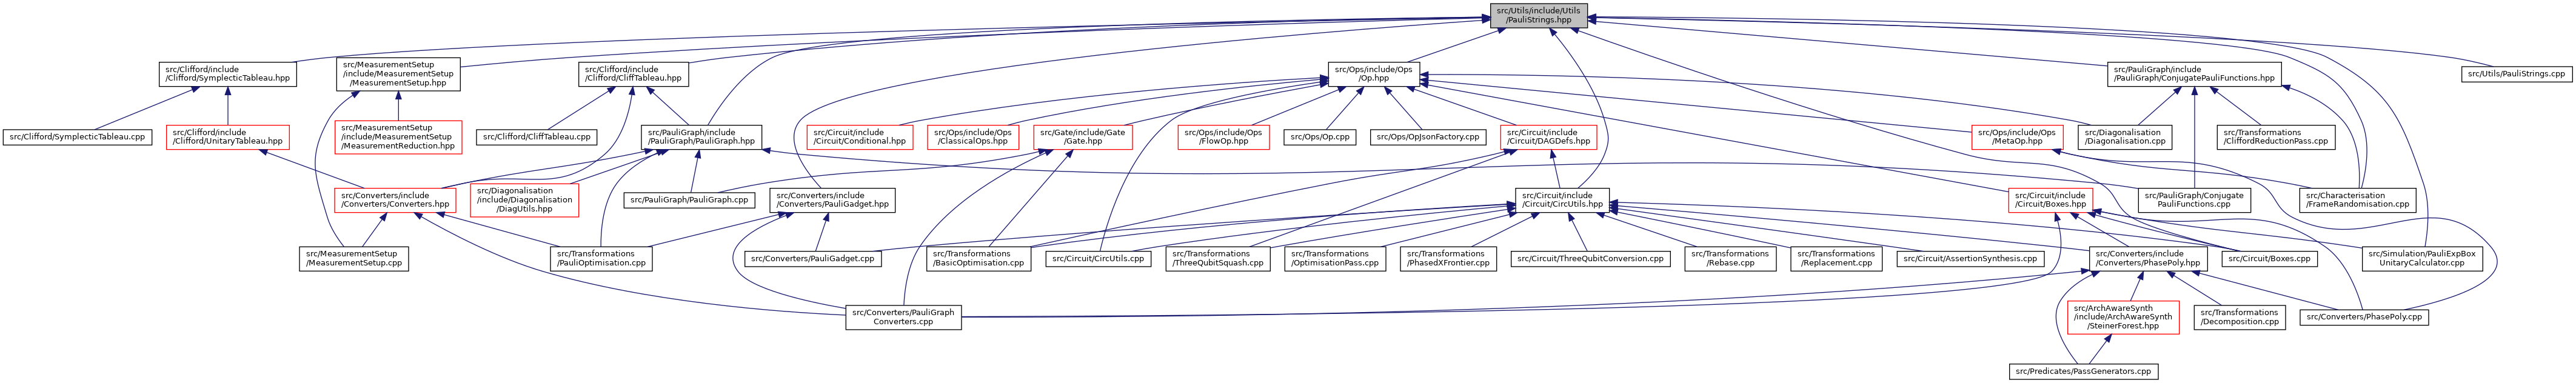 src/Utils/include/Utils
/PauliStrings.hpp
src/Clifford/include
/Clifford/SymplecticTableau.hpp
src/MeasurementSetup
/include/MeasurementSetup
/MeasurementSetup.hpp
src/Clifford/include
/Clifford/CliffTableau.hpp
src/Ops/include/Ops
/Op.hpp
src/PauliGraph/include
/PauliGraph/ConjugatePauliFunctions.hpp
src/Utils/PauliStrings.cpp
src/Clifford/SymplecticTableau.cpp
src/Clifford/include
/Clifford/UnitaryTableau.hpp
src/MeasurementSetup
/include/MeasurementSetup
/MeasurementReduction.hpp
src/Clifford/CliffTableau.cpp
src/PauliGraph/include
/PauliGraph/PauliGraph.hpp
src/Circuit/include
/Circuit/Conditional.hpp
src/Ops/include/Ops
/ClassicalOps.hpp
src/Gate/include/Gate
/Gate.hpp
src/Ops/include/Ops
/FlowOp.hpp
src/Ops/Op.cpp
src/Ops/OpJsonFactory.cpp
src/Circuit/include
/Circuit/DAGDefs.hpp
src/Ops/include/Ops
/MetaOp.hpp
src/Diagonalisation
/Diagonalisation.cpp
src/Transformations
/CliffordReductionPass.cpp
src/Converters/include
/Converters/Converters.hpp
src/Diagonalisation
/include/Diagonalisation
/DiagUtils.hpp
src/PauliGraph/PauliGraph.cpp
src/Converters/include
/Converters/PauliGadget.hpp
src/Circuit/include
/Circuit/CircUtils.hpp
src/Circuit/include
/Circuit/Boxes.hpp
src/PauliGraph/Conjugate
PauliFunctions.cpp
src/Characterisation
/FrameRandomisation.cpp
src/MeasurementSetup
/MeasurementSetup.cpp
src/Transformations
/PauliOptimisation.cpp
src/Converters/PauliGadget.cpp
src/Transformations
/BasicOptimisation.cpp
src/Circuit/CircUtils.cpp
src/Transformations
/ThreeQubitSquash.cpp
src/Transformations
/OptimisationPass.cpp
src/Transformations
/PhasedXFrontier.cpp
src/Circuit/ThreeQubitConversion.cpp
src/Transformations
/Rebase.cpp
src/Transformations
/Replacement.cpp
src/Circuit/AssertionSynthesis.cpp
src/Converters/include
/Converters/PhasePoly.hpp
src/Circuit/Boxes.cpp
src/Simulation/PauliExpBox
UnitaryCalculator.cpp
src/Converters/PauliGraph
Converters.cpp
src/ArchAwareSynth
/include/ArchAwareSynth
/SteinerForest.hpp
src/Transformations
/Decomposition.cpp
src/Converters/PhasePoly.cpp
src/Predicates/PassGenerators.cpp